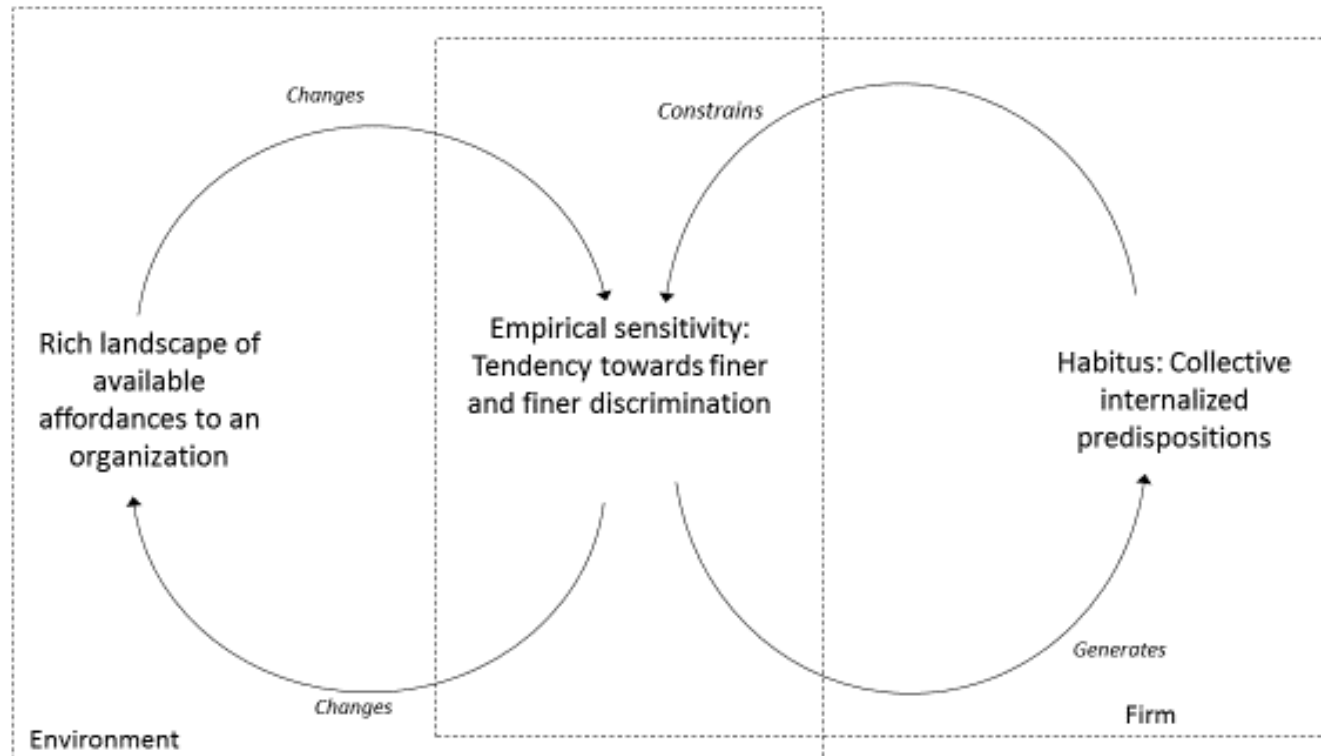 Changes
Constrains
Rich landscape of
available
affordances to an
organization
Empirical sensitivity:
Tendency towards finer
and finer discrimination
Habitus: Collective
internalized
predispositions
Changes
Generates
Environment
Firm